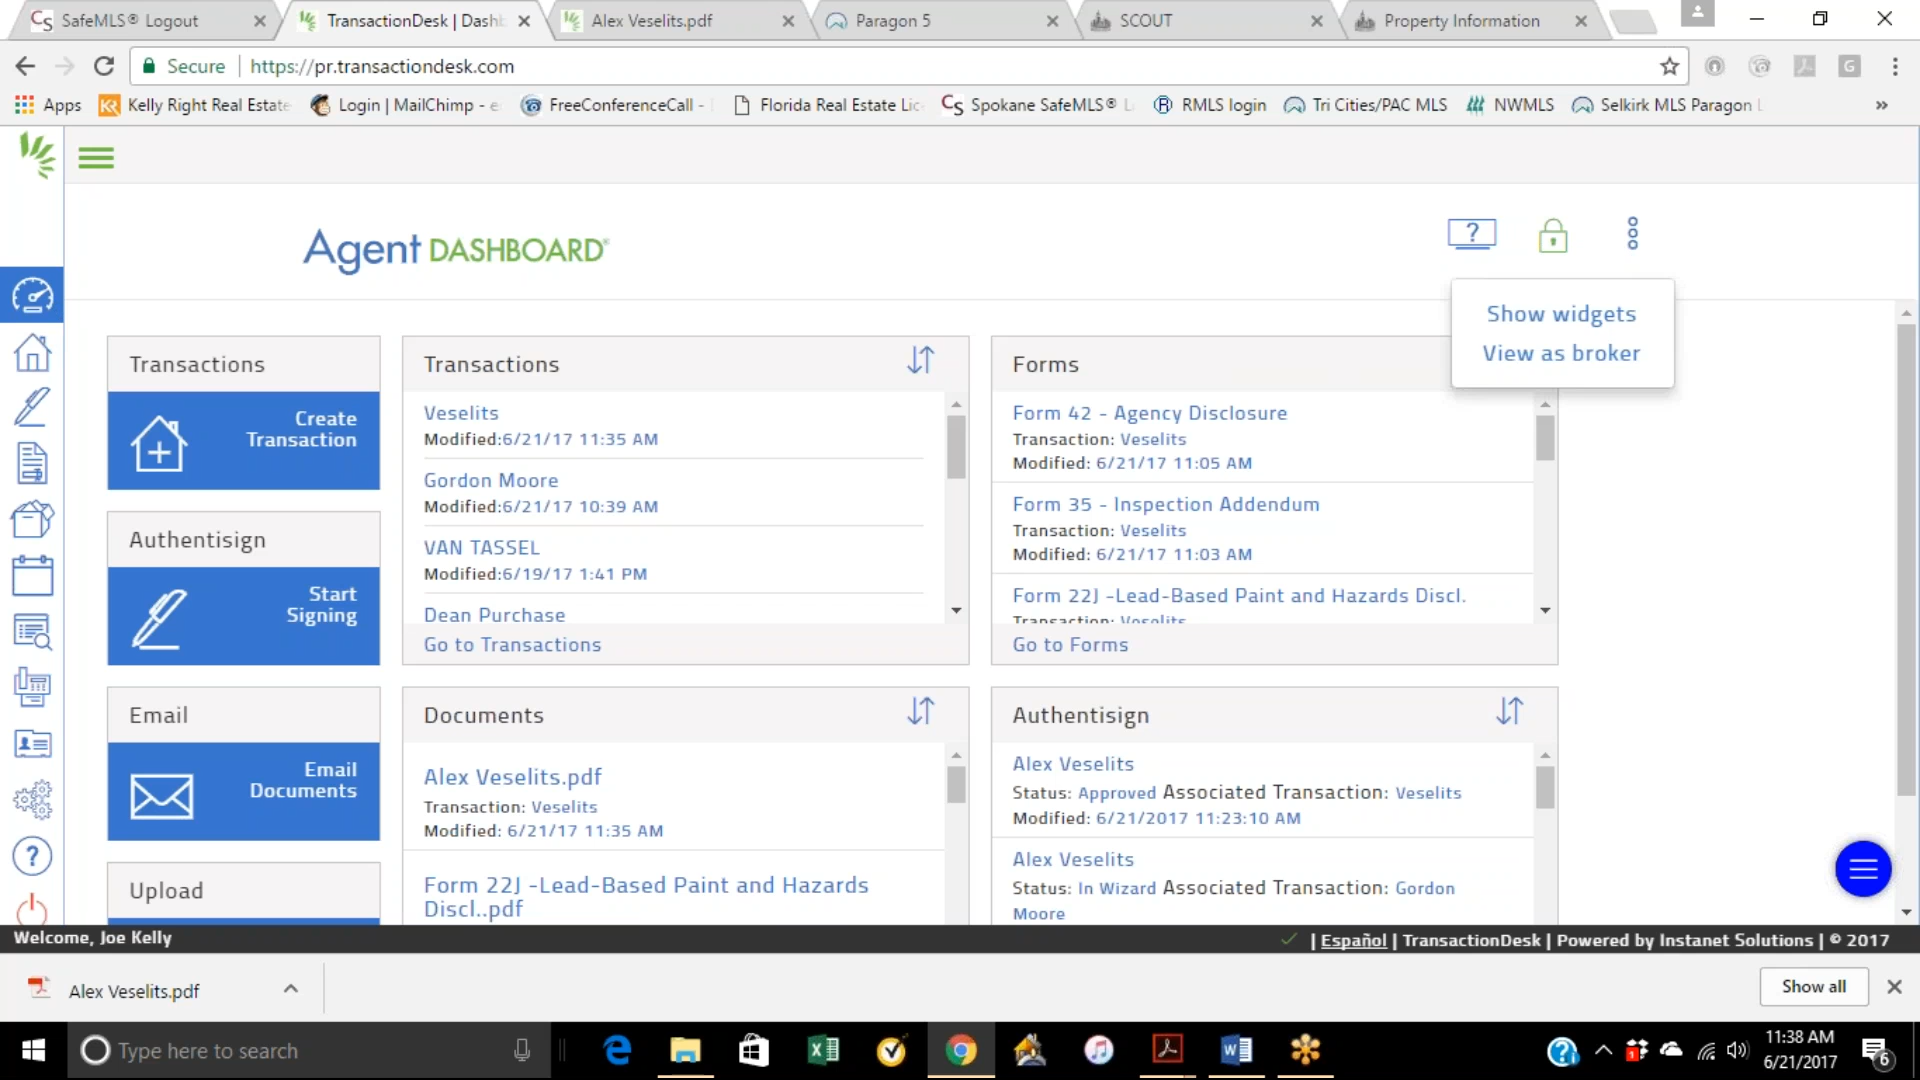 SafeMLS® Logout
TransactionDesk | Dashb
Alex Veselits.pdf
Paragon 5
SCOUT
Property Information
Secure
https://pr.transactiondesk.com
Apps
Kelly Right Real Estate
Login | MailChimp - e
FreeConferenceCall -
Florida Real Estate Lic
Spokane SafeMLS® L
RMLS login
Tri Cities/PAC MLS
NWMLS
Selkirk MLS Paragon L
»
Agent DASHBOARD®
Show widgets
View as broker
Transactions
Create
Transaction
Authentisign
Start
Signing
Email
Email
Documents
Upload
Transactions
Veselits
Modified:6/21/17 11:35 AM
Gordon Moore
Modified:6/21/17 10:39 AM
VAN TASSEL
Modified:6/19/17 1:41 PM
Dean Purchase
Go to Transactions
Forms
Form 42 - Agency Disclosure
Transaction: Veselits
Modified: 6/21/17 11:05 AM
Form 35 - Inspection Addendum
Transaction: Veselits
Modified: 6/21/17 11:03 AM
Form 22J -Lead-Based Paint and Hazards Discl.
Transaction: Veselits
Go to Forms
Documents
Alex Veselits.pdf
Transaction: Veselits
Modified: 6/21/17 11:35 AM
Form 22J -Lead-Based Paint and Hazards
Discl..pdf
Authentisign
Alex Veselits
Status: Approved Associated Transaction: Veselits
Modified: 6/21/2017 11:23:10 AM
Alex Veselits
Status: In Wizard Associated Transaction: Gordon
Moore
Welcome, Joe Kelly
| Español | TransactionDesk | Powered by Instanet Solutions | © 2017
Alex Veselits.pdf
Show all
Type here to search
11:38 AM
6/21/2017
6